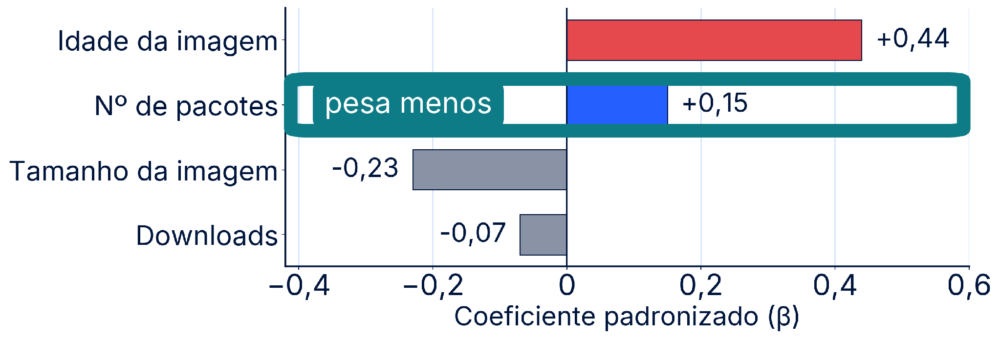 Idade da imagem
+0,44
Nº de pacotes
pesa menos
+0,15
Tamanho da imagem
-0,23
Downloads
-0,07
−0,4
−0,2
0
0,2
0,4
0,6
Coeficiente padronizado (β)